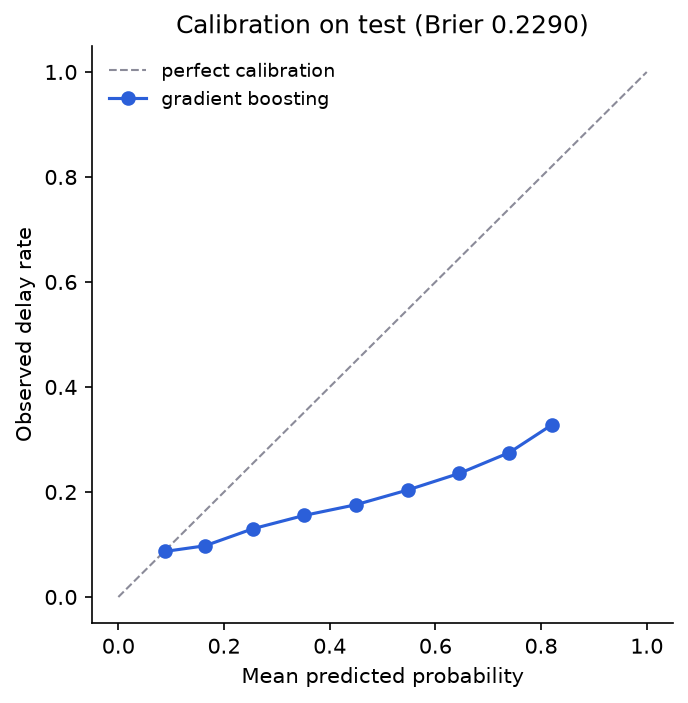 Calibration on test (Brier 0.2290)
perfect calibration
gradient boosting
Observed delay rate
1.0
0.8
0.6
0.4
0.2
0.0
0.0 0.2 0.4 0.6 0.8 1.0
Mean predicted probability